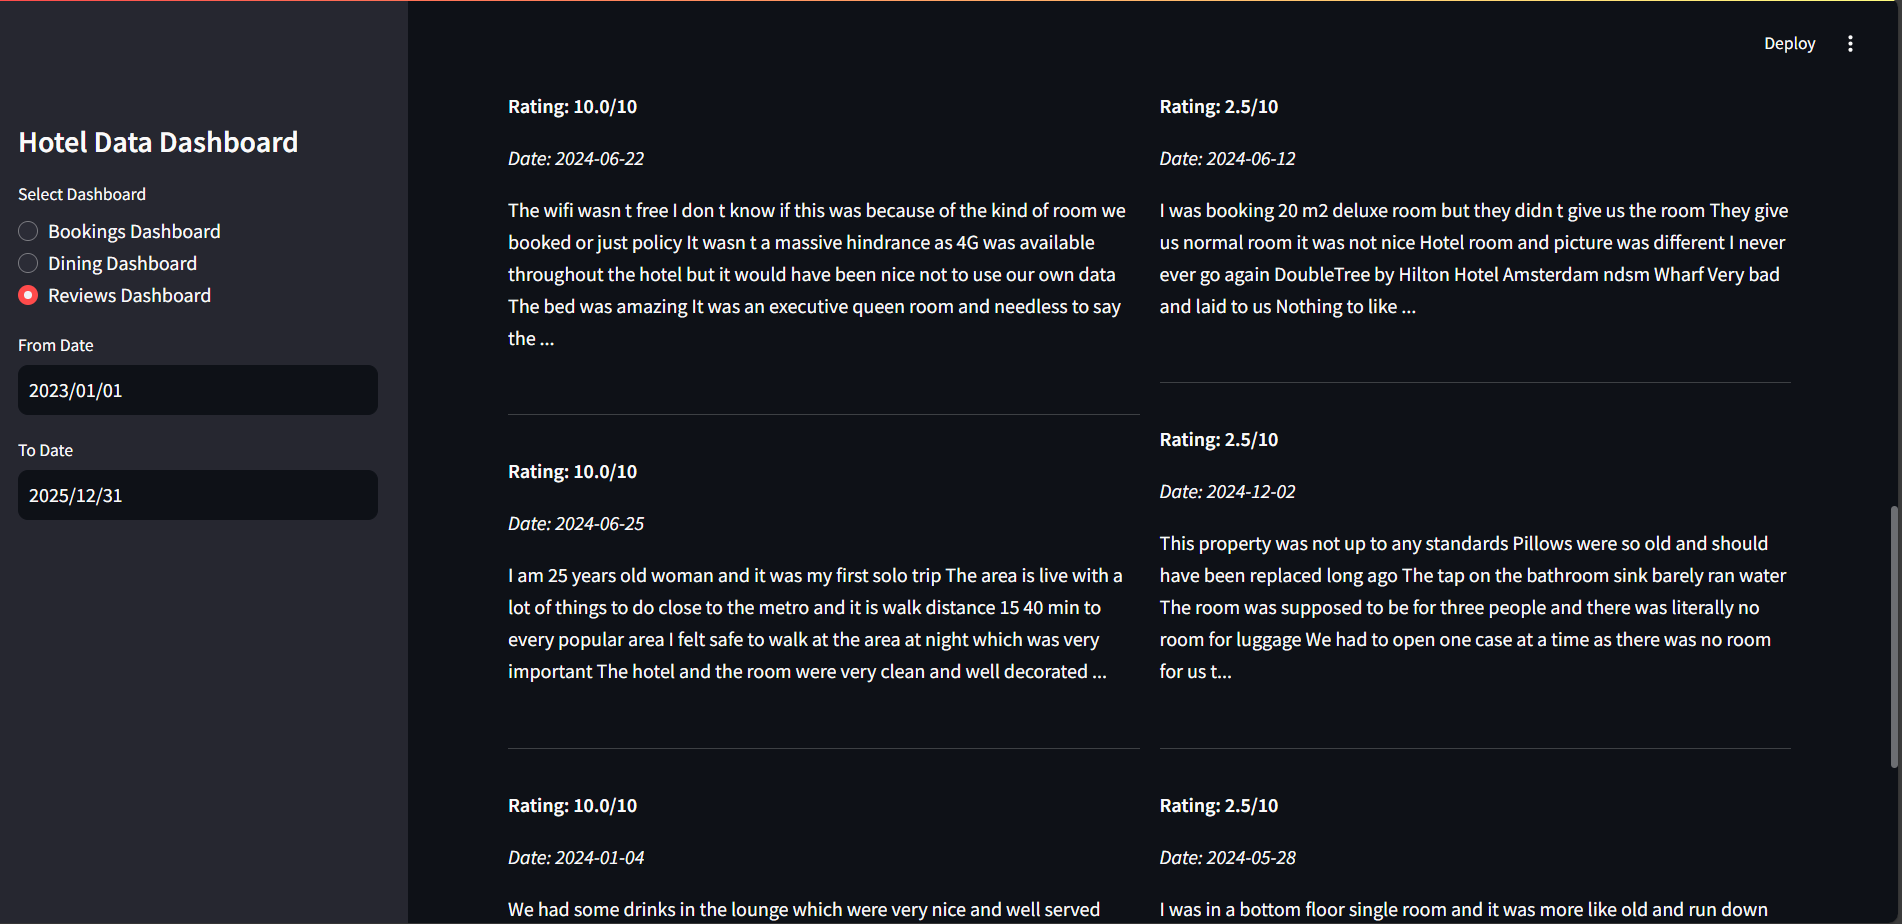 Deploy
Hotel Data Dashboard
Select Dashboard
Bookings Dashboard
Dining Dashboard
Reviews Dashboard
From Date
2023/01/01
To Date
2025/12/31
Rating: 10.0/10
Date: 2024-06-22
The wifi wasn t free I don t know if this was because of the kind of room we
booked or just policy It wasn t a massive hindrance as 4G was available
throughout the hotel but it would have been nice not to use our own data
The bed was amazing It was an executive queen room and needless to say
the ...
Rating: 10.0/10
Date: 2024-06-25
I am 25 years old woman and it was my first solo trip The area is live with a
lot of things to do close to the metro and it is walk distance 15 40 min to
every popular area I felt safe to walk at the area at night which was very
important The hotel and the room were very clean and well decorated ...
Rating: 10.0/10
Date: 2024-01-04
We had some drinks in the lounge which were very nice and well served
Rating: 2.5/10
Date: 2024-06-12
I was booking 20 m2 deluxe room but they didn t give us the room They give
us normal room it was not nice Hotel room and picture was different I never
ever go again DoubleTree by Hilton Hotel Amsterdam ndsm Wharf Very bad
and laid to us Nothing to like ...
Rating: 2.5/10
Date: 2024-12-02
This property was not up to any standards Pillows were so old and should
have been replaced long ago The tap on the bathroom sink barely ran water
The room was supposed to be for three people and there was literally no
room for luggage We had to open one case at a time as there was no room
for us t...
Rating: 2.5/10
Date: 2024-05-28
I was in a bottom floor single room and it was more like old and run down